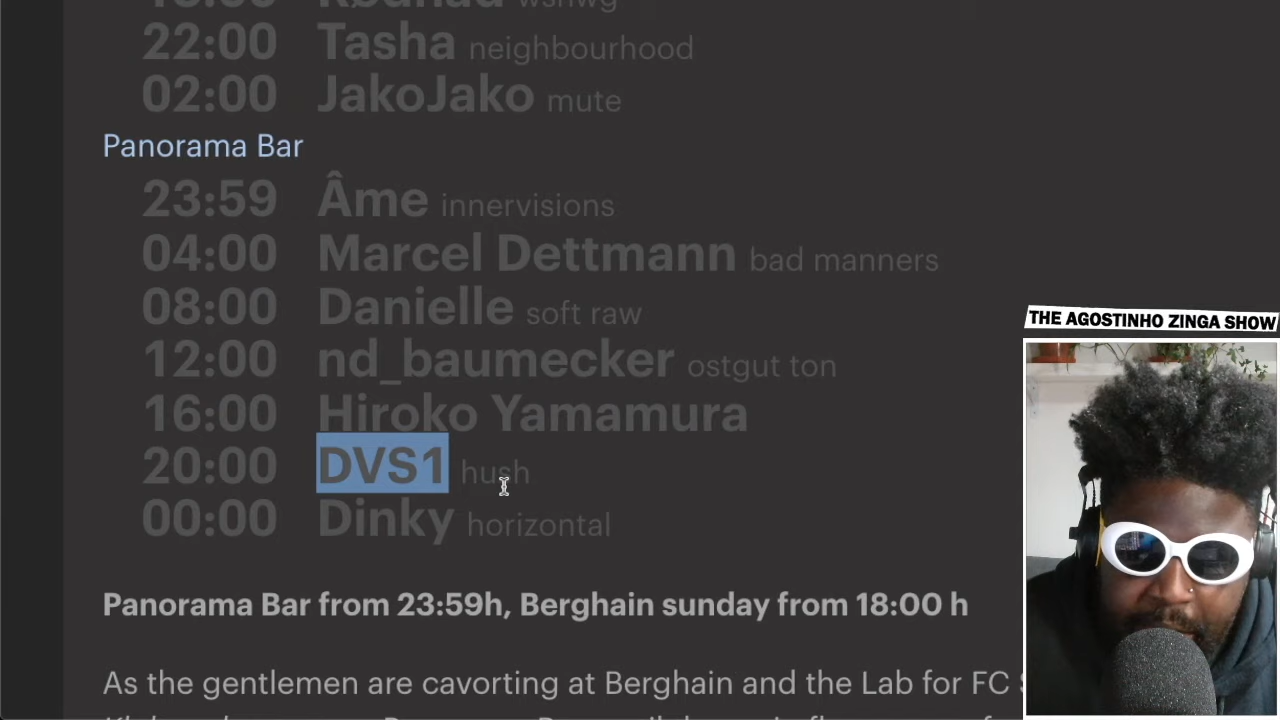 Kødnad wshwg
22:00 Tasha neighbourhood
02:00 JakoJako mute
Panorama Bar
23:59 Âme innervisions
04:00 Marcel Dettmann bad manners
08:00 Danielle soft raw
12:00 nd_baumecker ostgut ton
16:00 Hiroko Yamamura
20:00 DVS1 hush
00:00 Dinky horizontal
Panorama Bar from 23:59h, Berghain sunday from 18:00 h
As the gentlemen are cavorting at Berghain and the Lab for FC
THE AGOSTINHO ZINGA SHOW